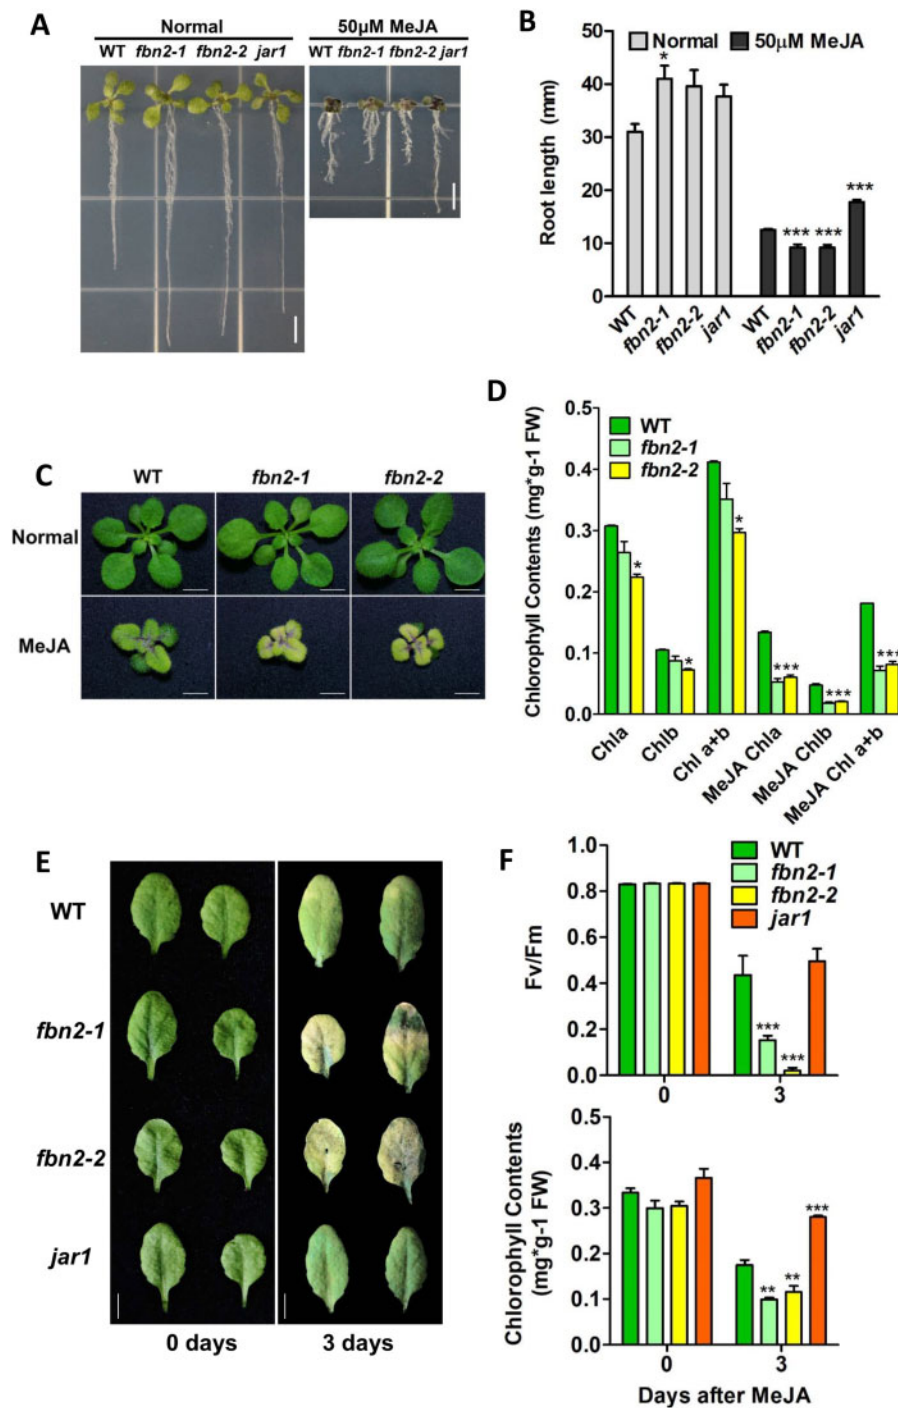 A
Normal
50µM MeJA
WT fbn2-1 fbn2-2 jar1
WT fbn2-1 fbn2-2 jar1
B
Normal 50µM MeJA
Root length (mm)
50
40
30
20
10
0
*
***
***
***
WT
fbn2-1
fbn2-2
jar1
WT
fbn2-1
fbn2-2
jar1
C
WT
fbn2-1
fbn2-2
Normal
MeJA
D
Chlorophyll Contents (mg*g-1 FW)
0.5
0.4
0.3
0.2
0.1
0.0
WT
fbn2-1
fbn2-2
*
*
*
***
***
***
Chla
Chlb
Chl a+b
MeJA Chla
MeJA Chlb
MeJA Chl a+b
E
WT
fbn2-1
fbn2-2
jar1
0 days
3 days
F
WT
fbn2-1
fbn2-2
jar1
Fv/Fm
1.0
0.8
0.6
0.4
0.2
0.0
***
***
0
3
Chlorophyll Contents
(mg*g-1 FW)
0.5
0.4
0.3
0.2
0.1
0.0
**
**
***
0
3
Days after MeJA